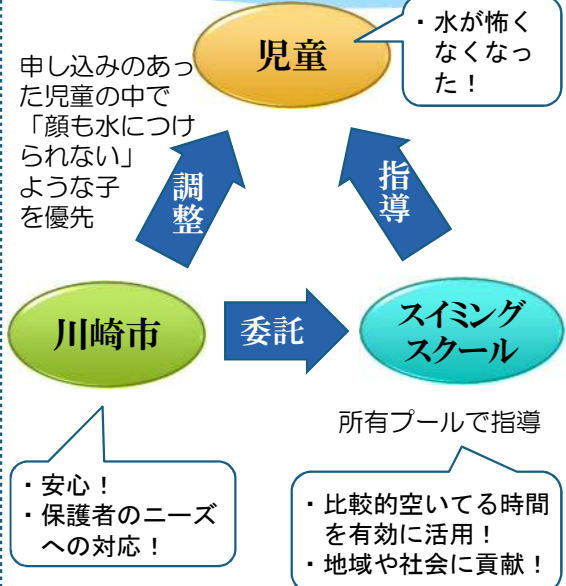 児童
・水が怖く
なくなっ
た！
申し込みのあっ
た児童の中で
「顔も水につけ
られない」
ような子
を優先
調整
指導
川崎市
委託
スイミング
スクール
所有プールで指導
・安心！
・保護者のニーズ
への対応！
・比較的空いてる時間
を有効に活用！
・地域や社会に貢献！